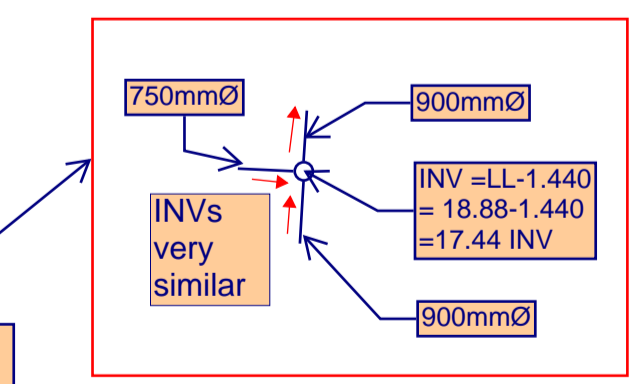 750mmØ
900mmØ
INV =LL-1.440
= 18.88-1.440
=17.44 INV
INVs
very
similar
900mmØ